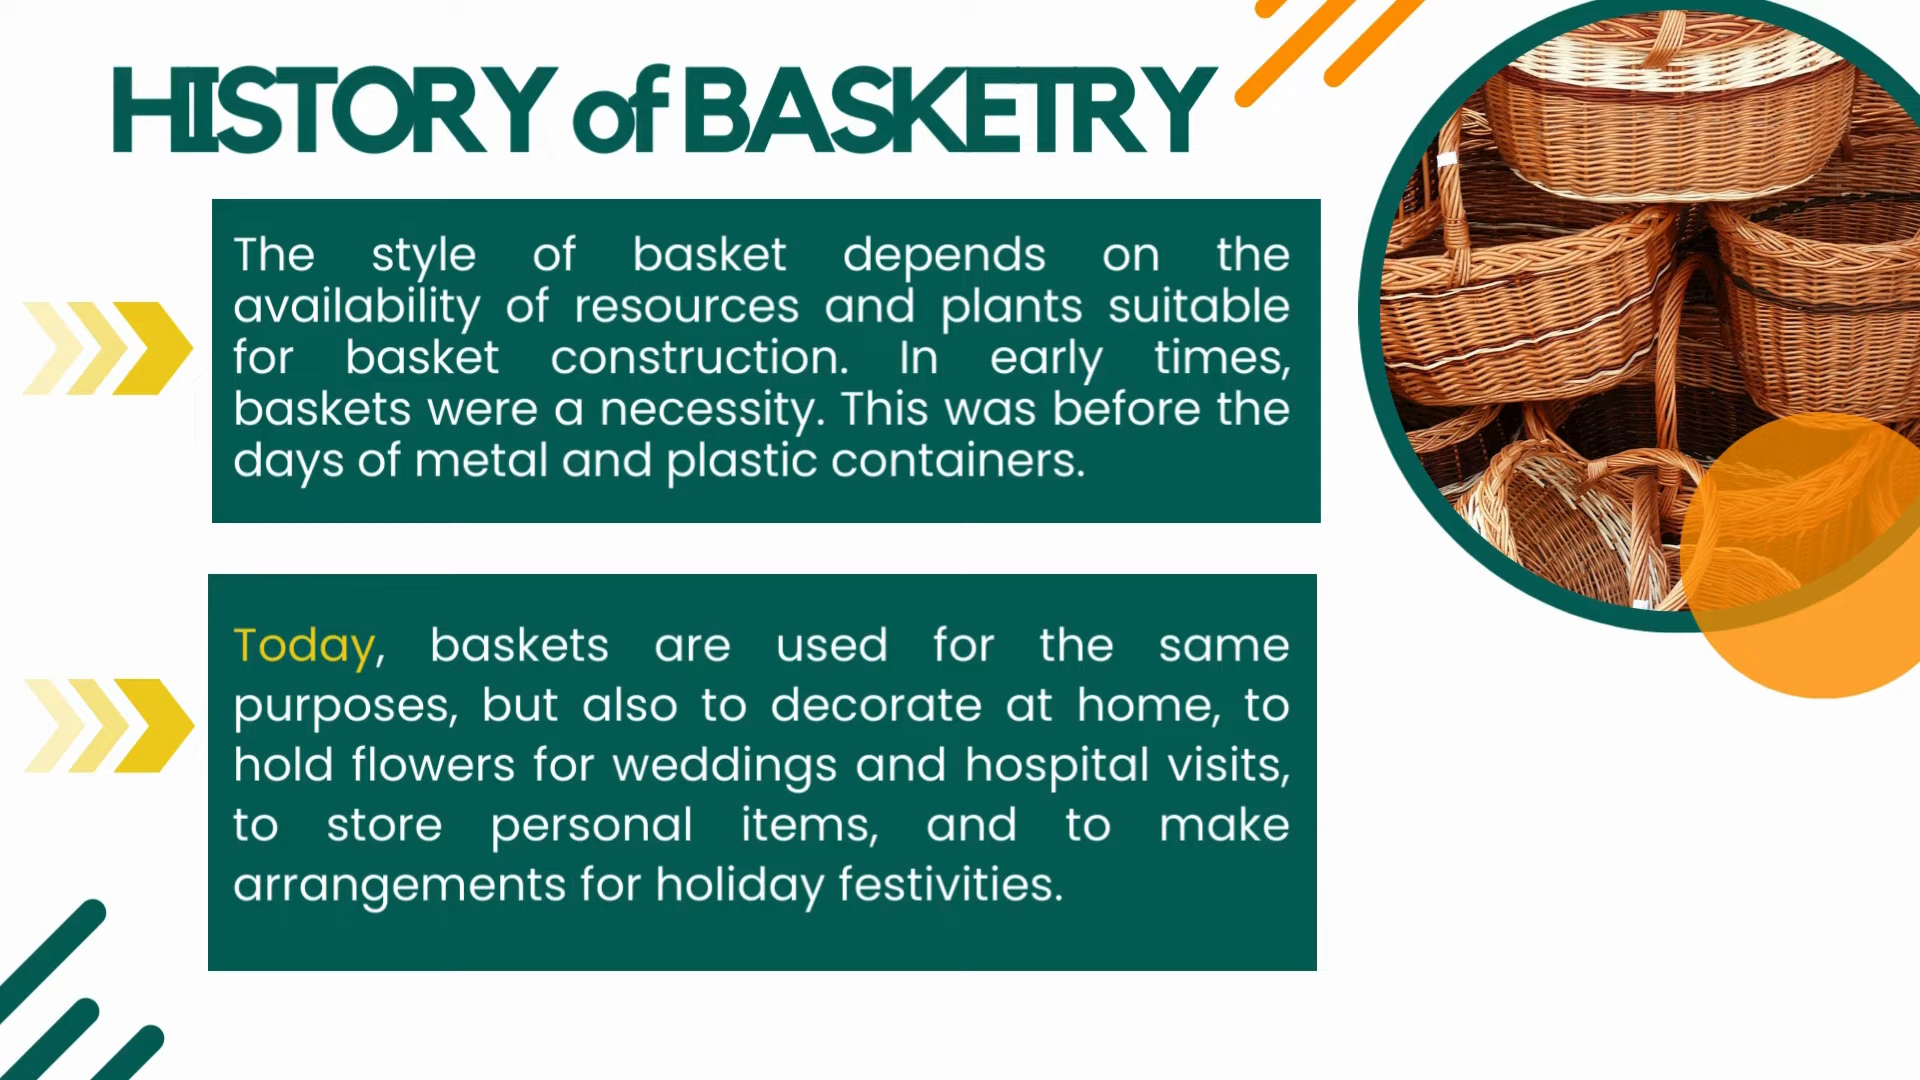 HISTORY of BASKETRY
The style of basket depends on the
availability of resources and plants suitable
for basket construction. In early times,
baskets were a necessity. This was before the
days of metal and plastic containers.
Today, baskets are used for the same
purposes, but also to decorate at home, to
hold flowers for weddings and hospital visits,
to store personal items, and to make
arrangements for holiday festivities.